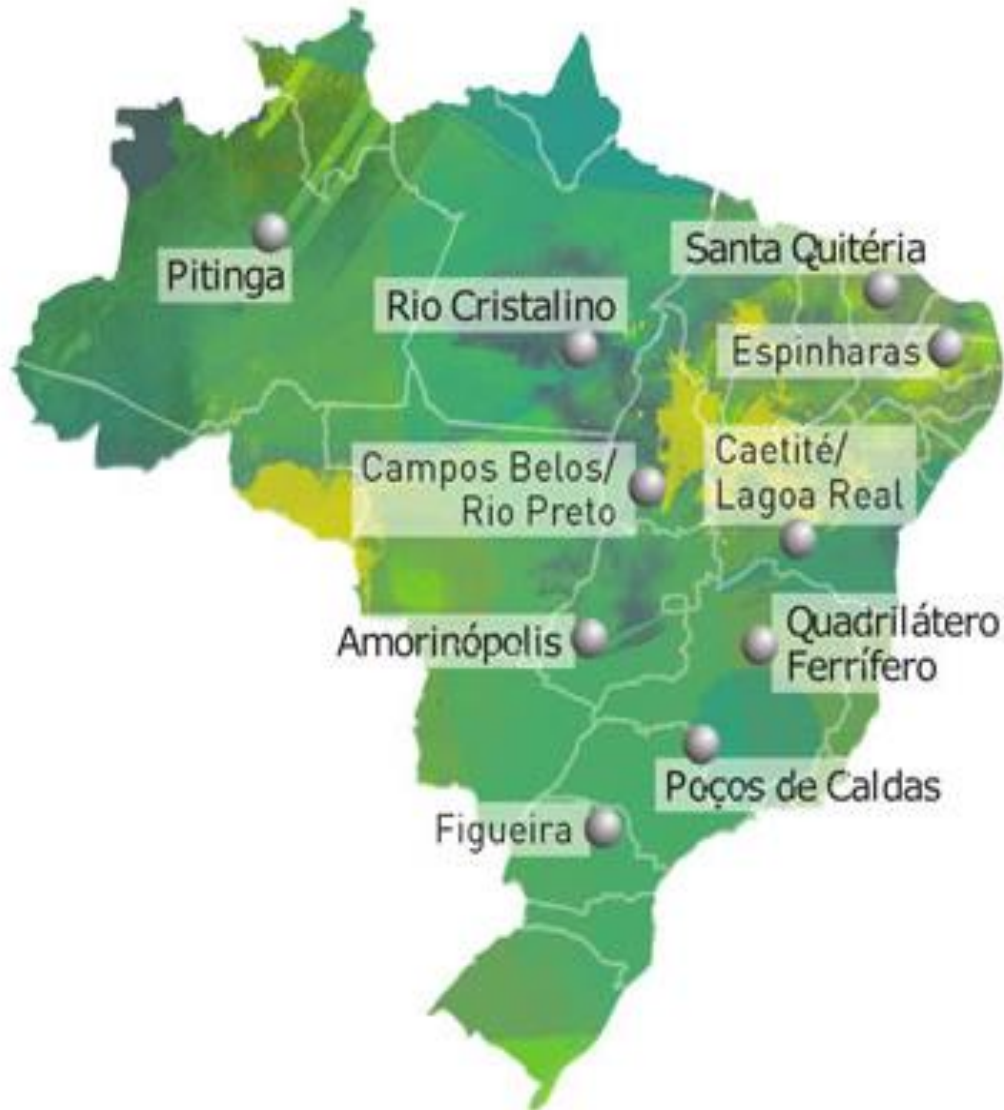 Santa Quitéria
Pitinga
Rio Cristalino
Espinharas
Campos Belos/
Rio Preto
Caetité/
Lagoa Real
Amorinópolis
Quadrilátero
Ferrífero
Poços de Caldas
Figueira